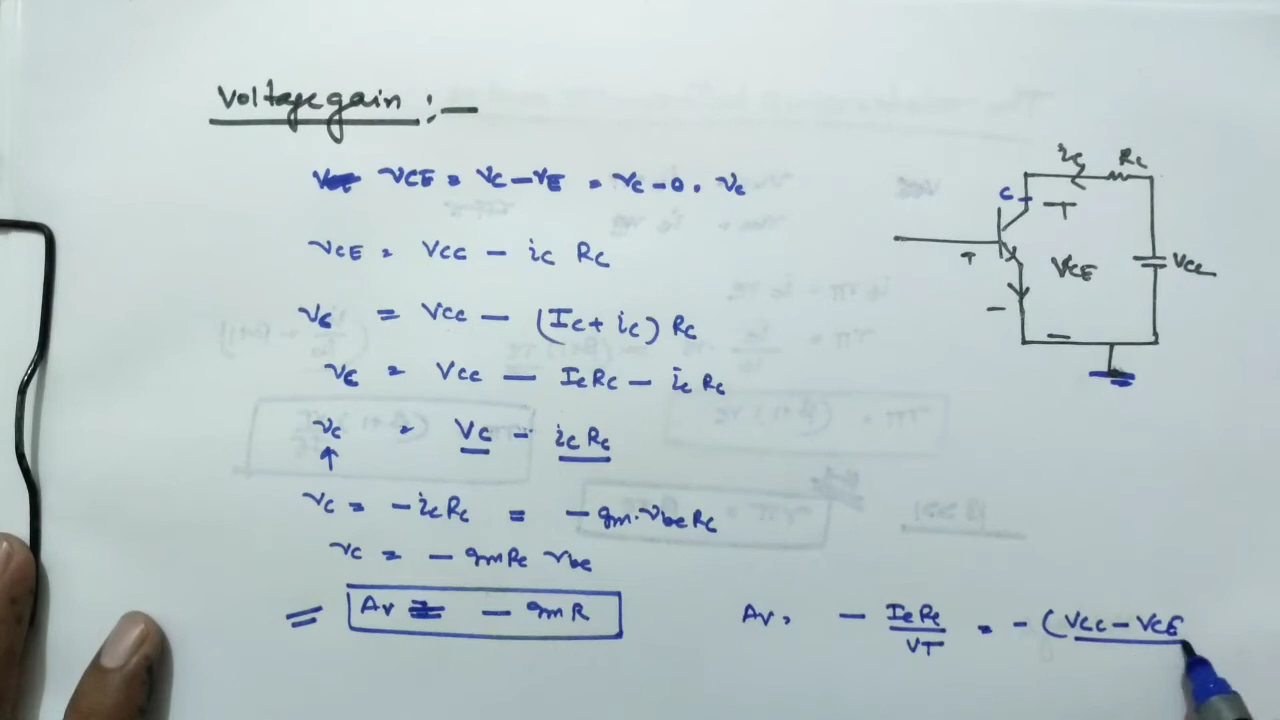 Voltage gain :-
VCE = VC - VE = VC - 0 . VC
VCE = VCC - ic RC
VC = VCC - (IC + ic) RC
VC = VCC - IC RC - ic RC
VC = VC - ic RC
VC = - ic RC = - gm . Vbe RC
VC = - gm RC Vbe
= Av = - gm R
Av = - IC RC / VT = - (VCC - VCE
ic RC
C
T
T
VCE
VCC
-
-